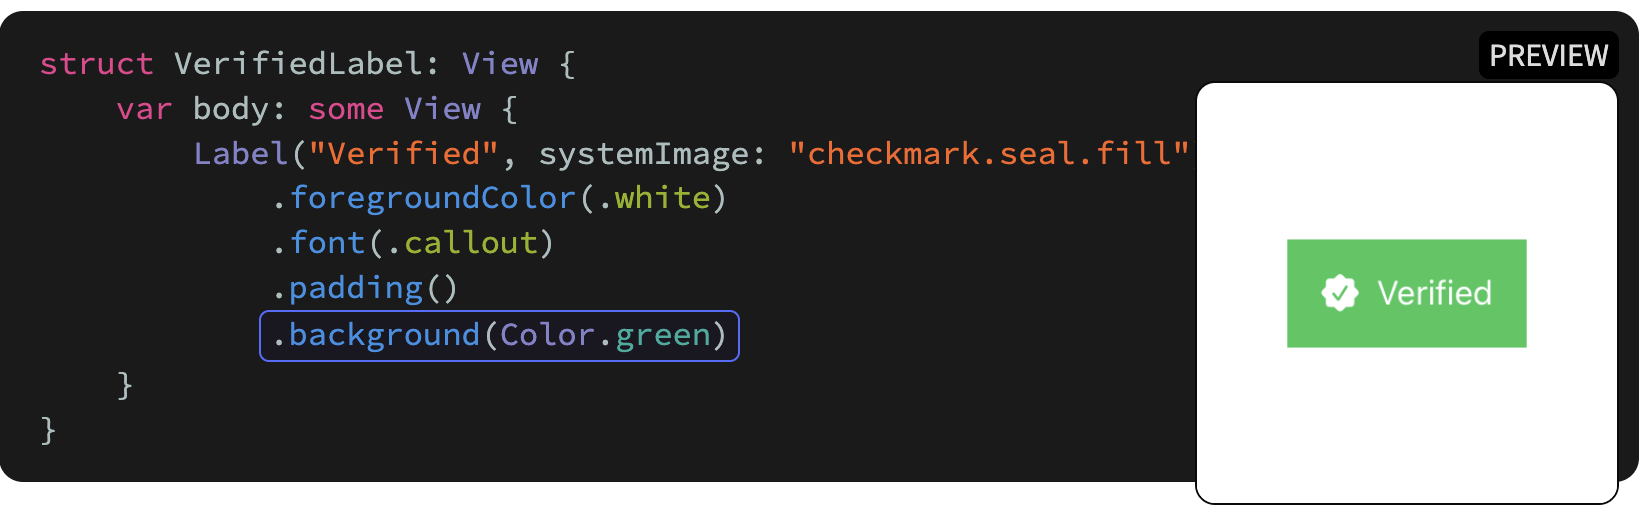 struct VerifiedLabel: View {
var body: some View {
Label("Verified", systemImage: "checkmark.seal.fill"
.foregroundColor(.white)
.font(.callout)
.padding()
.background(Color.green)
}
}
PREVIEW
Verified